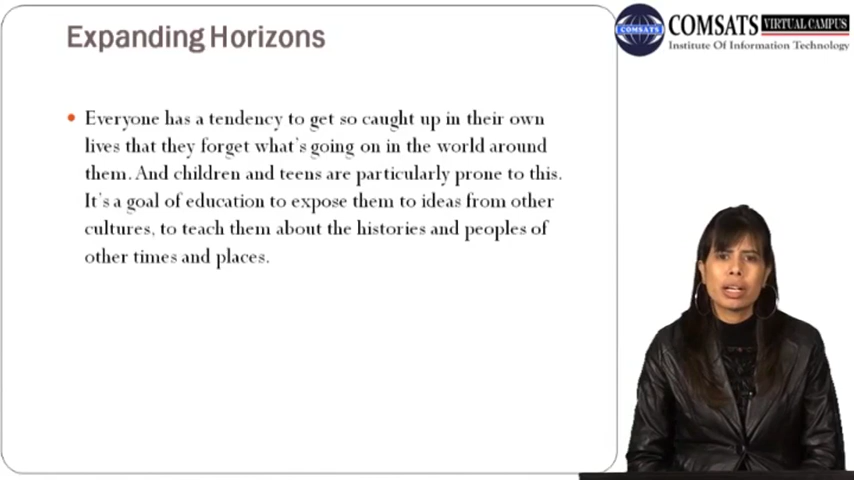 Expanding Horizons
COMSATS VIRTUAL CAMPUS
COMSATS
Institute Of Information Technology
Everyone has a tendency to get so caught up in their own
lives that they forget what's going on in the world around
them. And children and teens are particularly prone to this.
It's a goal of education to expose them to ideas from other
cultures, to teach them about the histories and peoples of
other times and places.